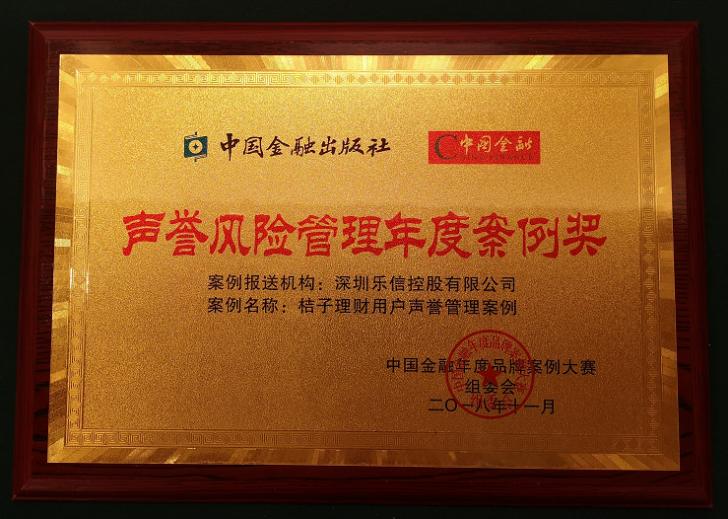 中国金融出版社
中国金融
CHINA FINANCE
声誉风险管理年度案例奖
案例报送机构：深圳乐信控股有限公司
案例名称：桔子理财用户声誉管理案例
中国金融年度品牌案例大赛
组委会
二〇一八年十一月